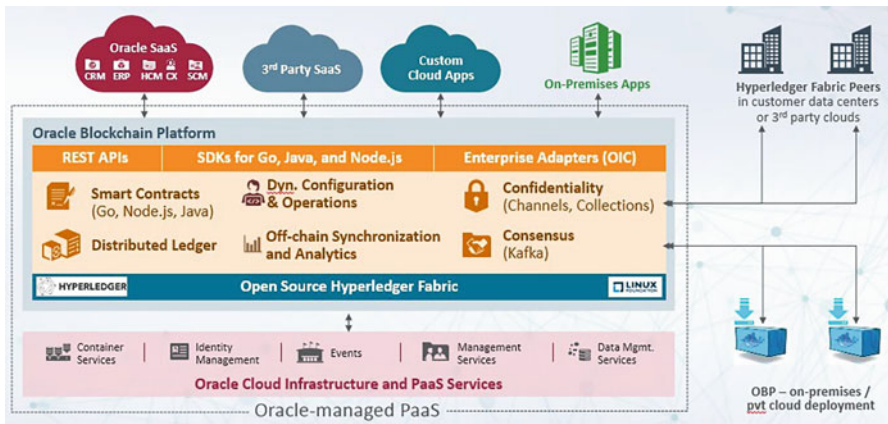 Oracle SaaS
CRM ERP HCM CX SCM
3rd Party SaaS
Custom
Cloud Apps
On-Premises Apps
Hyperledger Fabric Peers
in customer data centers
or 3rd party clouds
Oracle Blockchain Platform
REST APIs
SDKs for Go, Java, and Node.js
Enterprise Adapters (OIC)
Smart Contracts
(Go, Node.js, Java)
Dyn. Configuration
& Operations
Confidentiality
(Channels, Collections)
Distributed Ledger
Off-chain Synchronization
and Analytics
Consensus
(Kafka)
HYPERLEDGER
Open Source Hyperledger Fabric
LINUX
FOUNDATION
Container
Services
Identity
Management
Events
Management
Services
Data Mgmt.
Services
Oracle Cloud Infrastructure and PaaS Services
Oracle-managed PaaS
OBP – on-premises /
pvt cloud deployment